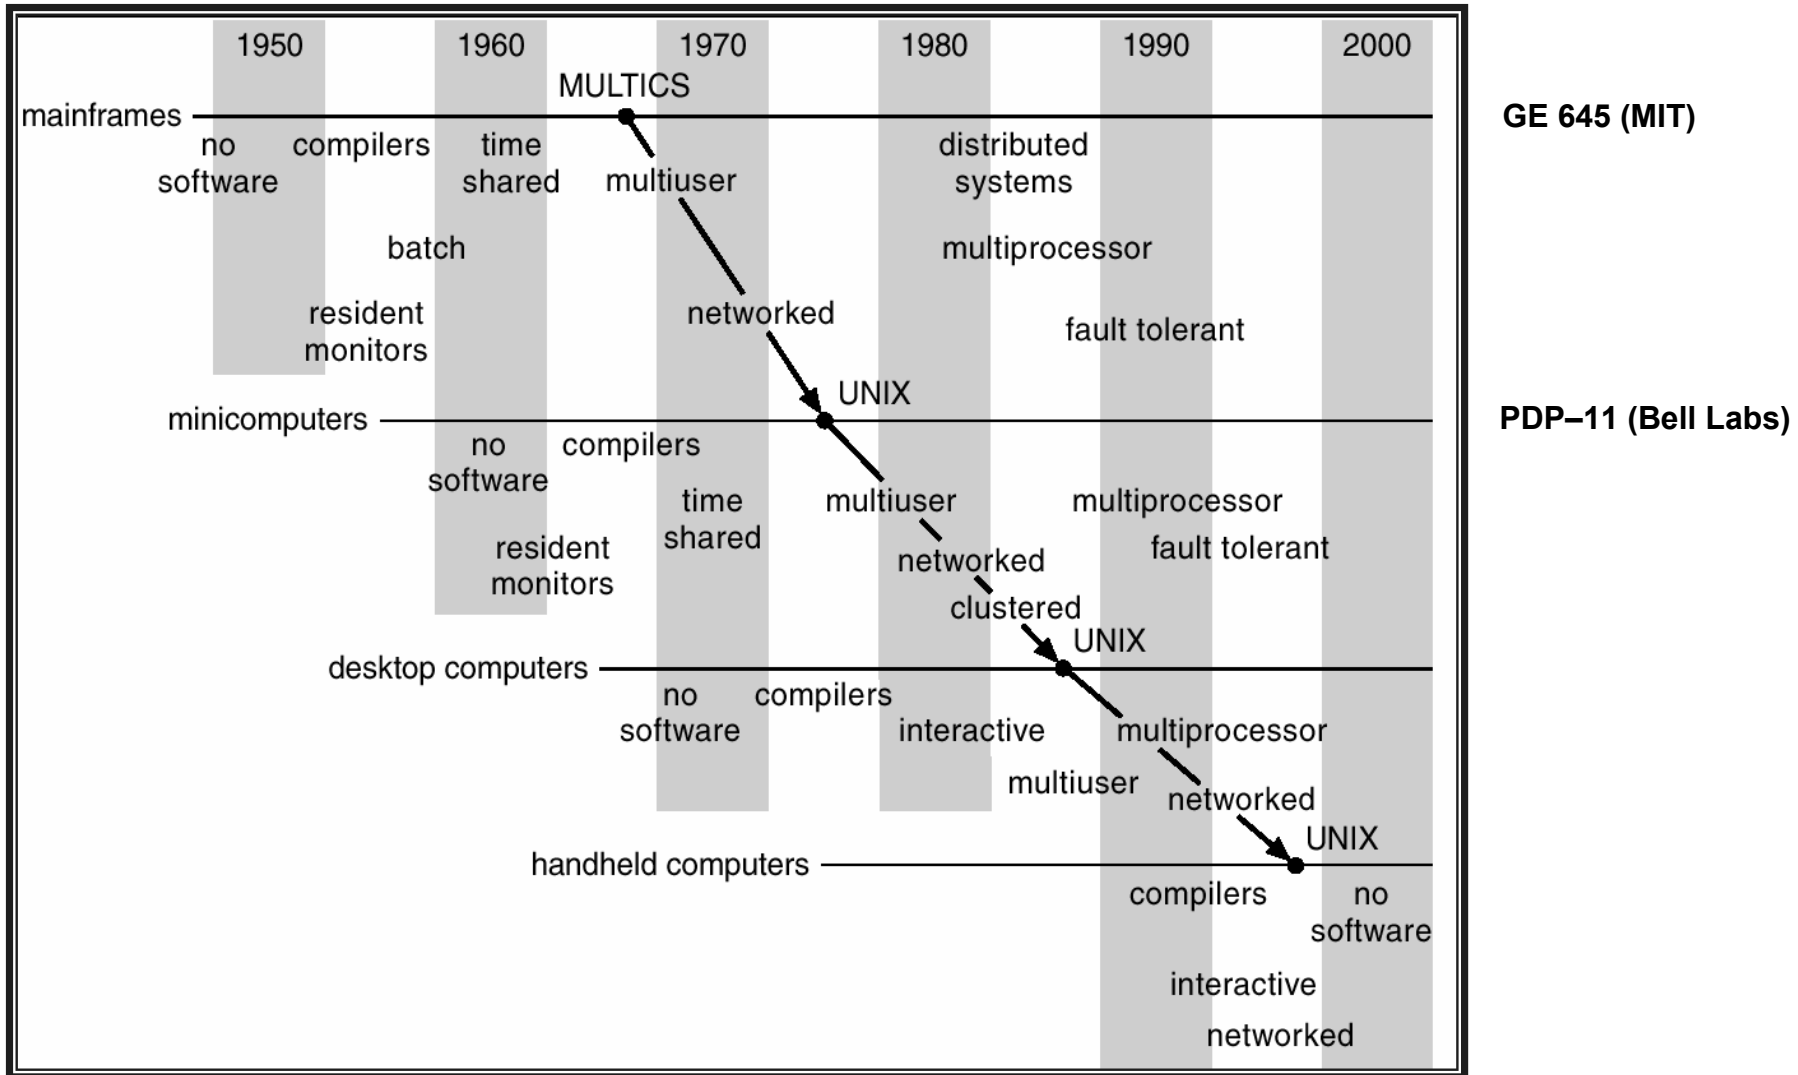 1950 1960 1970 1980 1990 2000
MULTICS
mainframes
GE 645 (MIT)
no
software
compilers
time
shared
multiuser
distributed
systems
batch
multiprocessor
resident
monitors
networked
fault tolerant
UNIX
minicomputers
PDP–11 (Bell Labs)
no
software
compilers
time
shared
multiuser
multiprocessor
resident
monitors
networked
fault tolerant
clustered
UNIX
desktop computers
no
software
compilers
interactive
multiprocessor
multiuser
networked
UNIX
handheld computers
compilers
no
software
interactive
networked